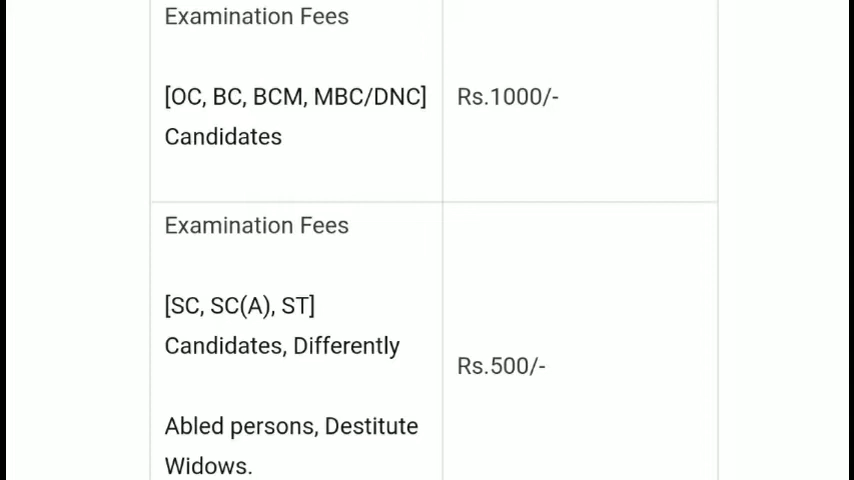 Examination Fees
[OC, BC, BCM, MBC/DNC]
Candidates
Rs.1000/-
Examination Fees
[SC, SC(A), ST]
Candidates, Differently
Abled persons, Destitute
Widows.
Rs.500/-